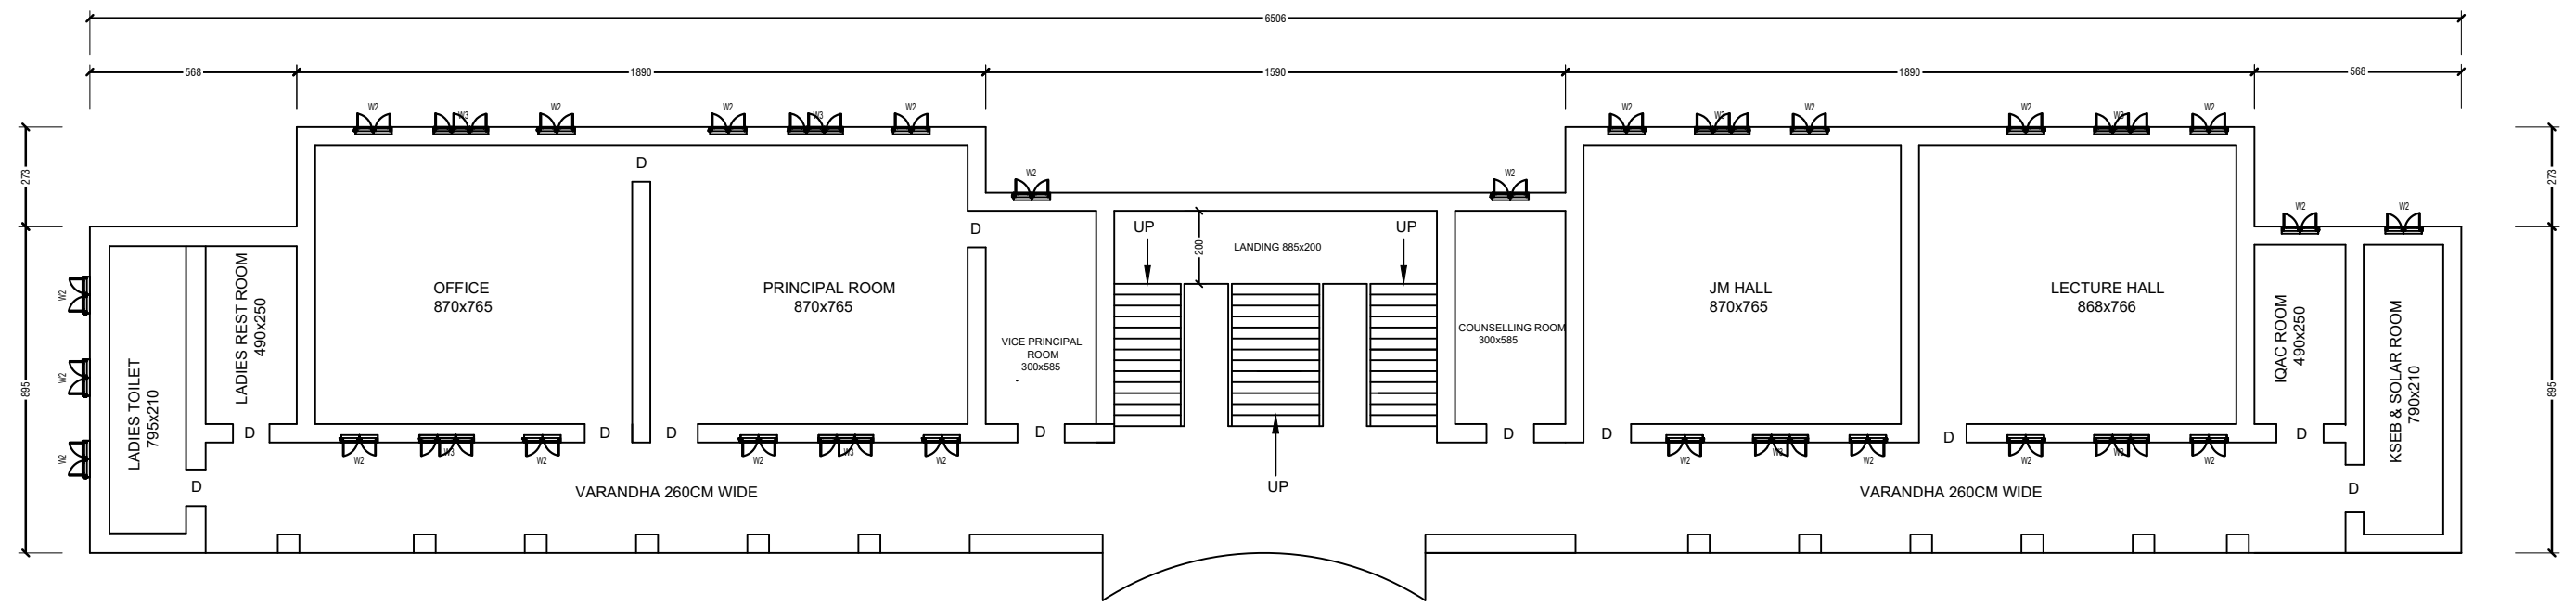 6506
568
1890
1590
1890
568
W2
W3
W2
W2
W3
W2
W2
W3
W2
W2
W3
W2
273
D
W2
W2
273
W2
W2
D
UP
200
LANDING 885x200
UP
W2
W2
W2
895
LADIES TOILET
795x210
LADIES REST ROOM
490x250
OFFICE
870x765
PRINCIPAL ROOM
870x765
VICE PRINCIPAL
ROOM
300x585
COUNSELLING ROOM
300x585
JM HALL
870x765
LECTURE HALL
868x766
IQAC ROOM
490x250
KSEB & SOLAR ROOM
790x210
895
D
D
D
D
D
D
D
D
W2
W3
W2
W2
W3
W2
W2
W3
W2
W2
W3
W2
D
VARANDHA 260CM WIDE
UP
VARANDHA 260CM WIDE
D